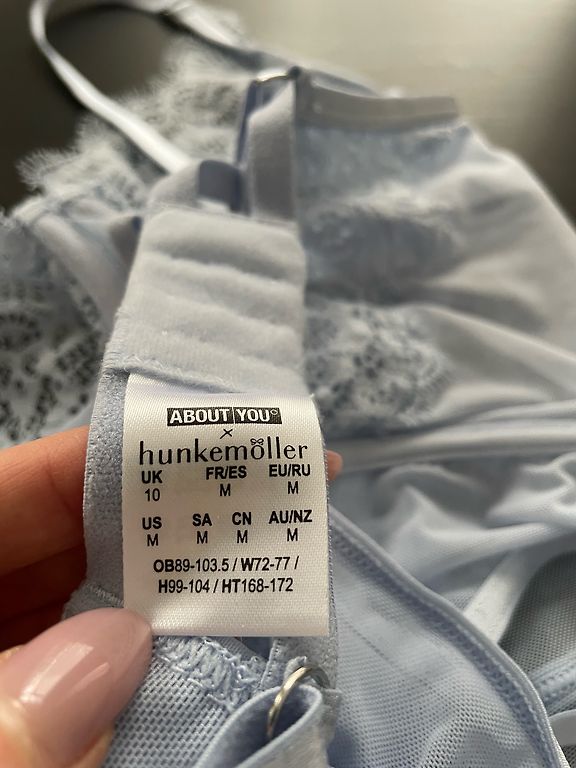 ABOUT YOU°
×
hunkemöller
UK FR/ES EU/RU
10 M M
US SA CN AU/NZ
M M M M
OB89-103.5 / W72-77 /
H99-104 / HT168-172